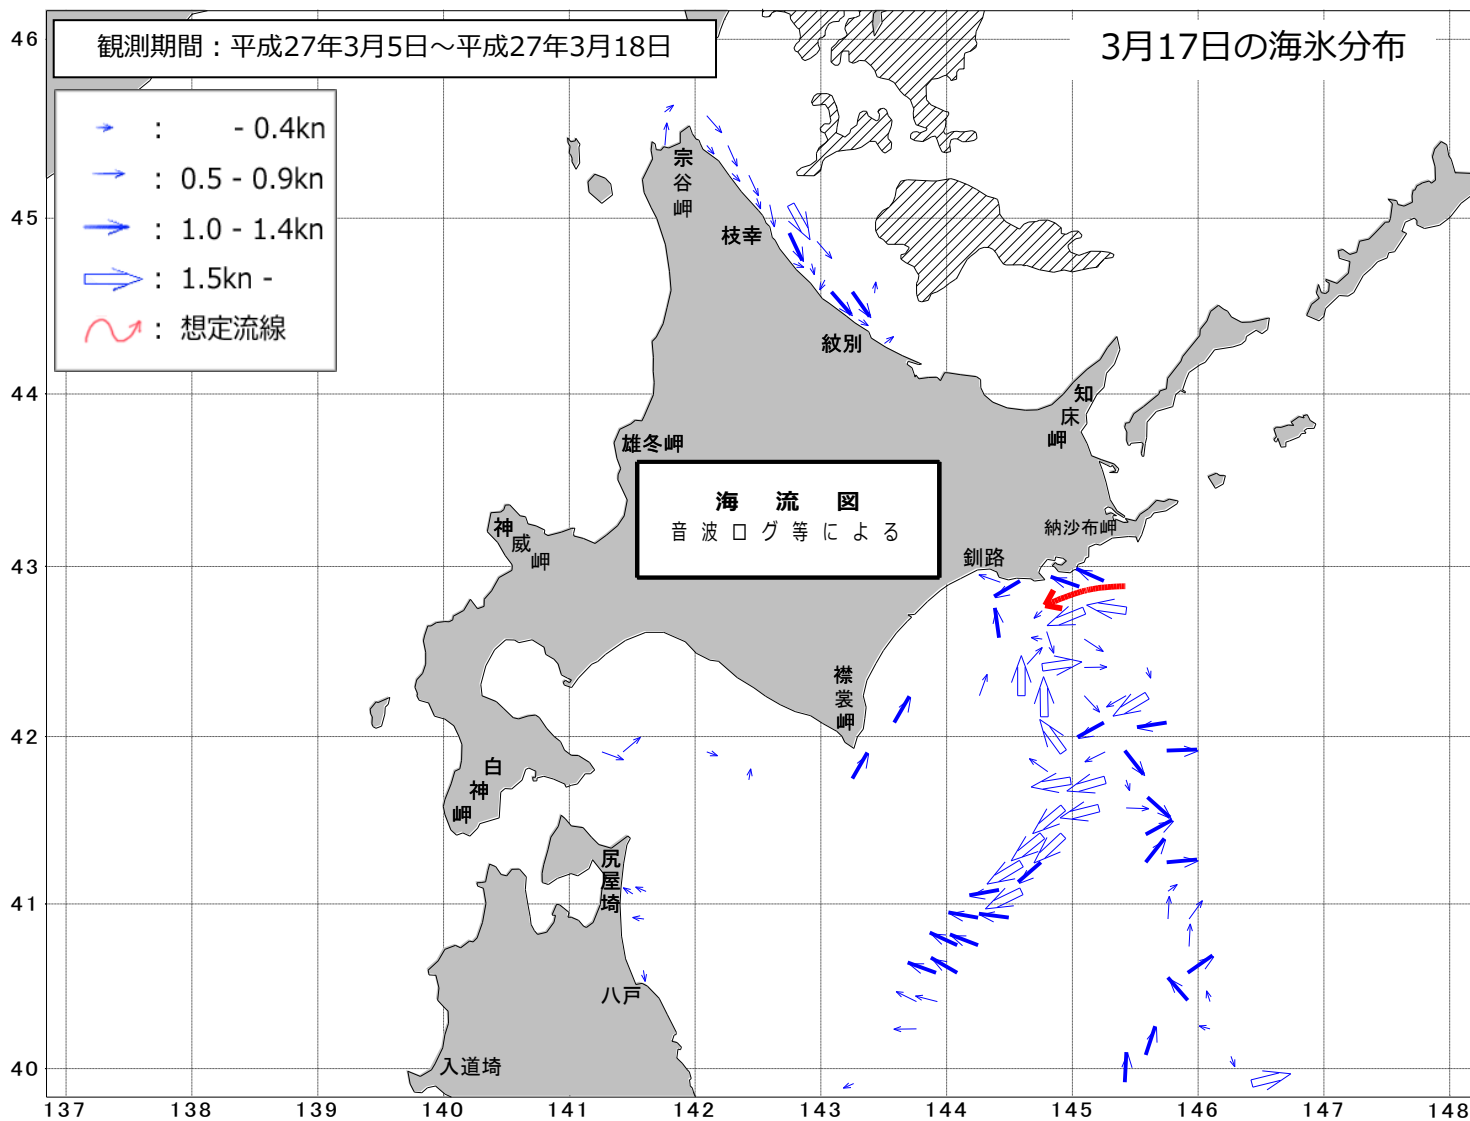 観測期間：平成27年3月5日～平成27年3月18日
3月17日の海氷分布
： - 0.4kn
： 0.5 - 0.9kn
： 1.0 - 1.4kn
： 1.5kn -
： 想定流線
46
45
44
43
42
41
40
宗谷岬
枝幸
紋別
知床岬
雄冬岬
海 流 図
音 波 ロ グ 等 に よ る
神威岬
納沙布岬
釧路
襟裳岬
白神岬
尻屋埼
八戸
入道埼
137 138 139 140 141 142 143 144 145 146 147 148